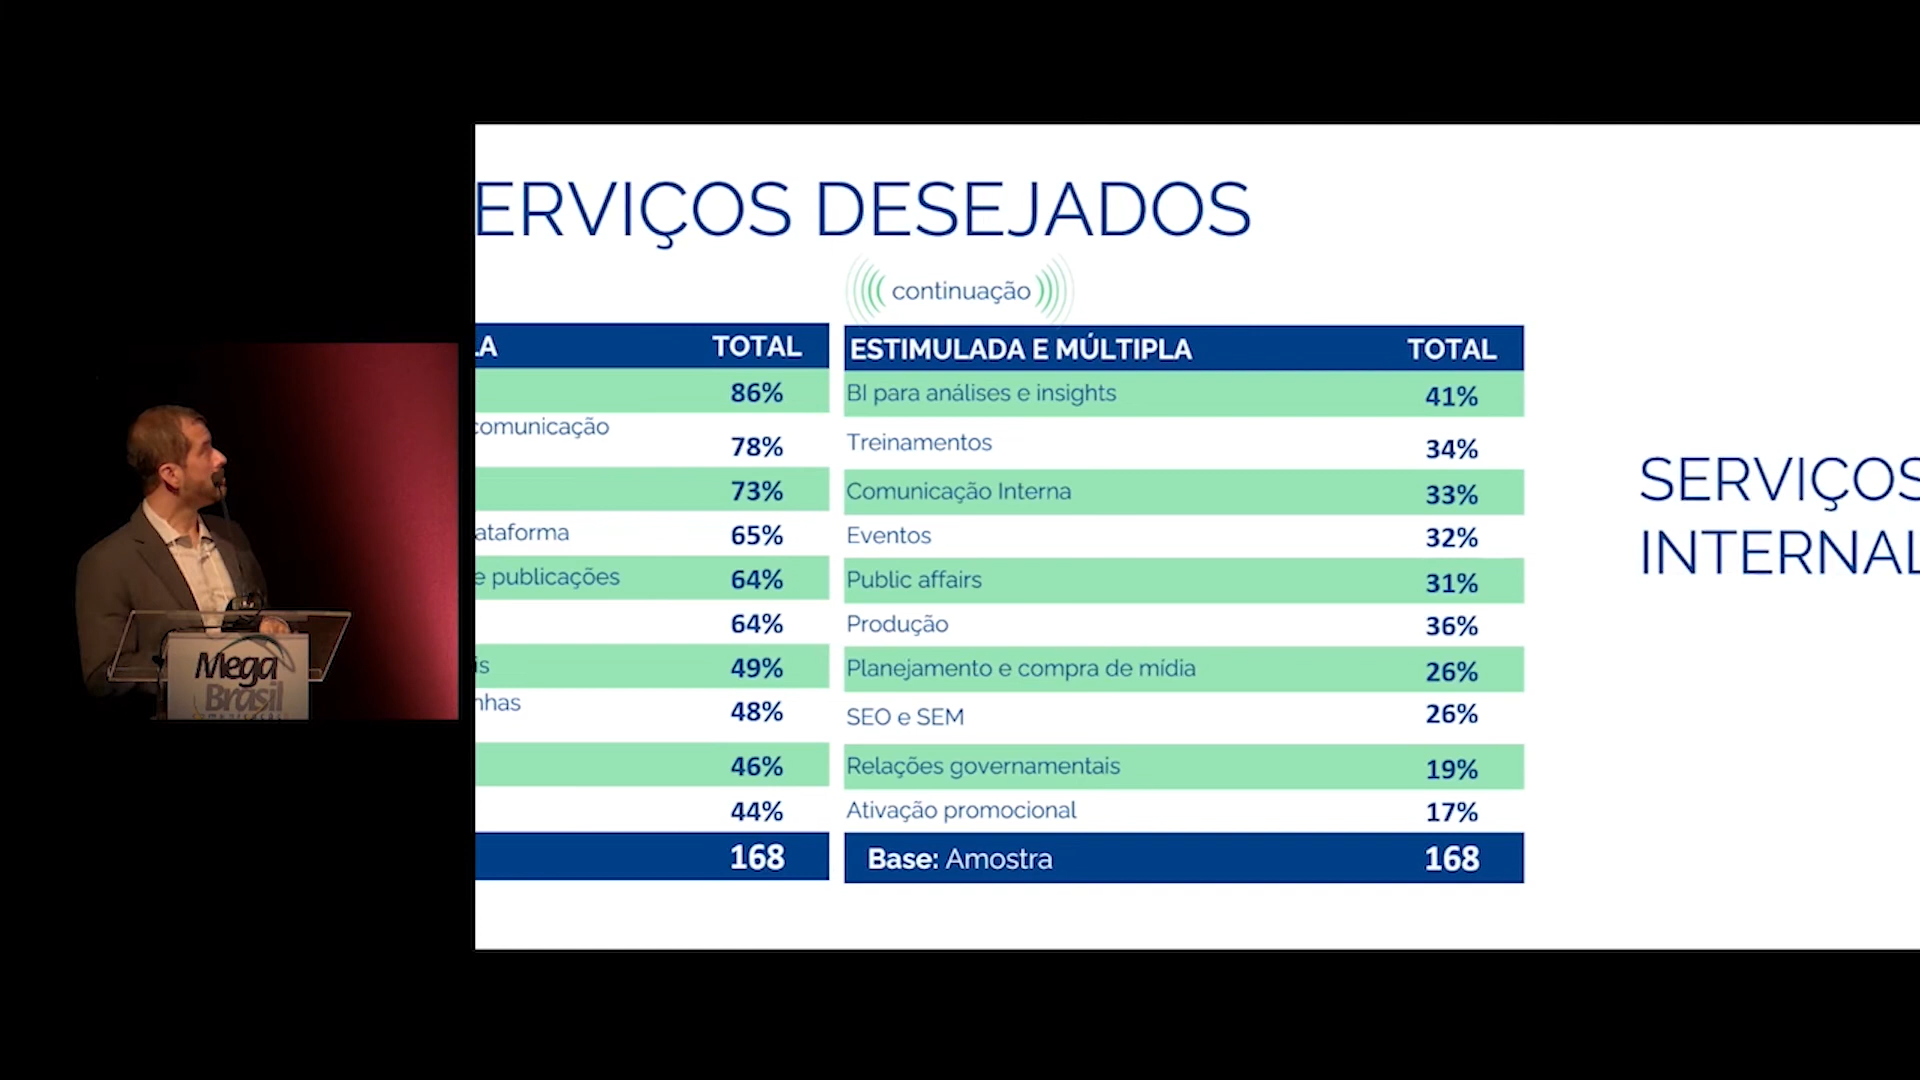 ERVIÇOS DESEJADOS
continuação
LA TOTAL
86%
comunicação
78%
73%
ataforma 65%
e publicações 64%
64%
is 49%
nhas
48%
46%
44%
168
ESTIMULADA E MÚLTIPLA TOTAL
BI para análises e insights 41%
Treinamentos 34%
Comunicação Interna 33%
Eventos 32%
Public affairs 31%
Produção 36%
Planejamento e compra de mídia 26%
SEO e SEM 26%
Relações governamentais 19%
Ativação promocional 17%
Base: Amostra 168
SERVIÇOS
INTERNAL
Mega
Brasil